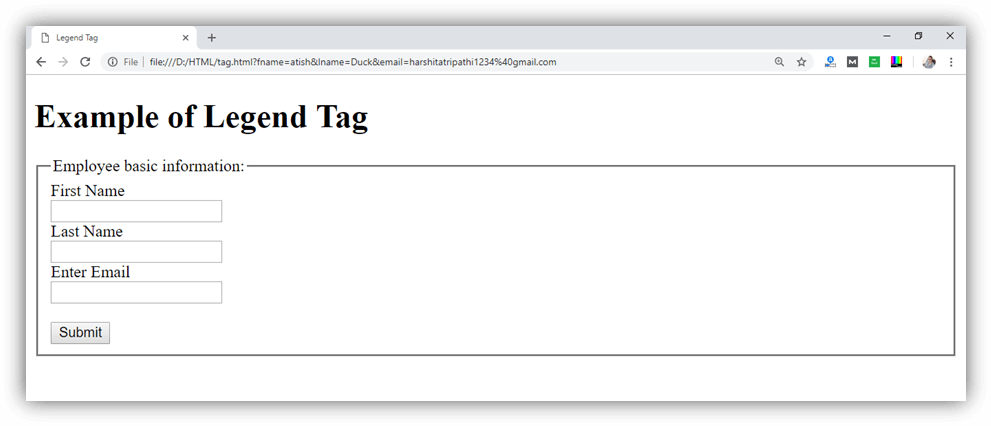 Legend Tag
File file:///D:/HTML/tag.html?fname=atish&lname=Duck&email=harshitatripathi1234%40gmail.com
Example of Legend Tag
Employee basic information:
First Name
Last Name
Enter Email
Submit